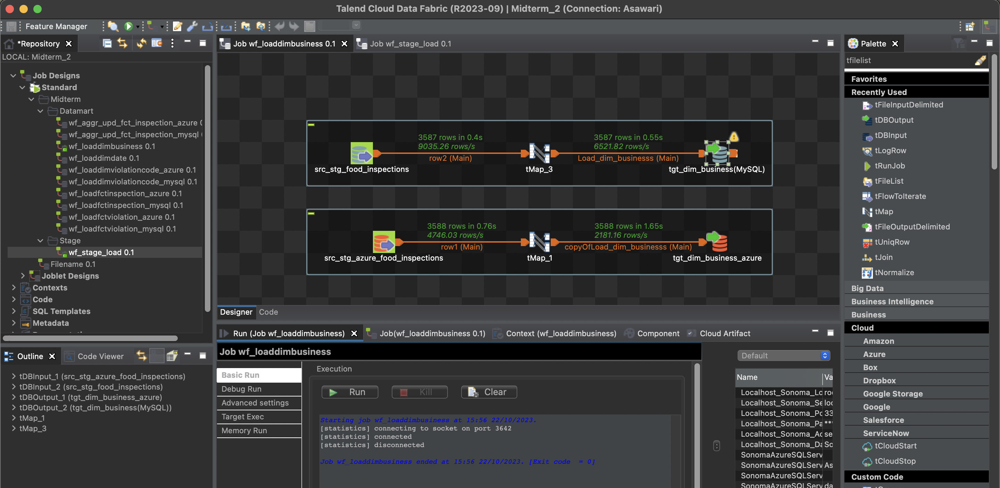 Talend Cloud Data Fabric (R2023-09) | Midterm_2 (Connection: Asawari)
Feature Manager
*Repository
LOCAL: Midterm_2
Job Designs
Standard
Midterm
Datamart
wf_aggr_upd_fct_inspection_azure
wf_aggr_upd_fct_inspection_mysql
wf_loaddimbusiness 0.1
wf_loaddimdate 0.1
wf_loaddimviolationcode_azure 0.1
wf_loaddimviolationcode_mysql 0.1
wf_loadfctinspection_azure 0.1
wf_loadfctinspection_mysql 0.1
wf_loadfctviolation_azure 0.1
wf_loadfctviolation_mysql 0.1
Stage
wf_stage_load 0.1
Filename 0.1
Joblet Designs
Contexts
Code
SQL Templates
Metadata
Outline
Code Viewer
tDBInput_1 (src_stg_azure_food_inspections)
tDBInput_2 (src_stg_food_inspections)
tDBOutput_1 (tgt_dim_business_azure)
tDBOutput_2 (tgt_dim_business(MySQL))
tMap_1
tMap_3
Job wf_loaddimbusiness 0.1
Job wf_stage_load 0.1
3587 rows in 0.4s
9035.26 rows/s
row2 (Main)
3587 rows in 0.55s
6521.82 rows/s
Load_dim_businesss (Main)
src_stg_food_inspections
tMap_3
tgt_dim_business(MySQL)
3588 rows in 0.76s
4746.03 rows/s
row1 (Main)
3588 rows in 1.65s
2181.16 rows/s
copyOfLoad_dim_businesss (Main)
src_stg_azure_food_inspections
tMap_1
tgt_dim_business_azure
Designer
Code
Run (Job wf_loaddimbusiness)
Job(wf_loaddimbusiness 0.1)
Context (wf_loaddimbusiness)
Component
Cloud Artifact
Job wf_loaddimbusiness
Basic Run
Debug Run
Advanced settings
Target Exec
Memory Run
Execution
Run
Kill
Clear
Starting job wf_loaddimbusiness at 15:56 22/10/2023.
[statistics] connecting to socket on port 3642
[statistics] connected
[statistics] disconnected
Job wf_loaddimbusiness ended at 15:56 22/10/2023. [Exit code  = 0]
Default
Name
Va
Localhost_Sonoma_Lo
Localhost_Sonoma_Se
Localhost_Sonoma_Po 33
Localhost_Sonoma_Pa **
Localhost_Sonoma_Ad se
Localhost_Sonoma_Da So
SonomaAzureSQLServ
SonomaAzureSQLServ As
SonomaAzureSQLServ
SonomaAzureSQLServ da
Palette
tfilelist
Favorites
Recently Used
tFileInputDelimited
tDBOutput
tDBInput
tLogRow
tRunJob
tFileList
tFlowToIterate
tMap
tFileOutputDelimited
tUniqRow
tJoin
tNormalize
Big Data
Business Intelligence
Business
Cloud
Amazon
Azure
Box
Dropbox
Google Storage
Google
Salesforce
ServiceNow
tCloudStart
tCloudStop
Custom Code